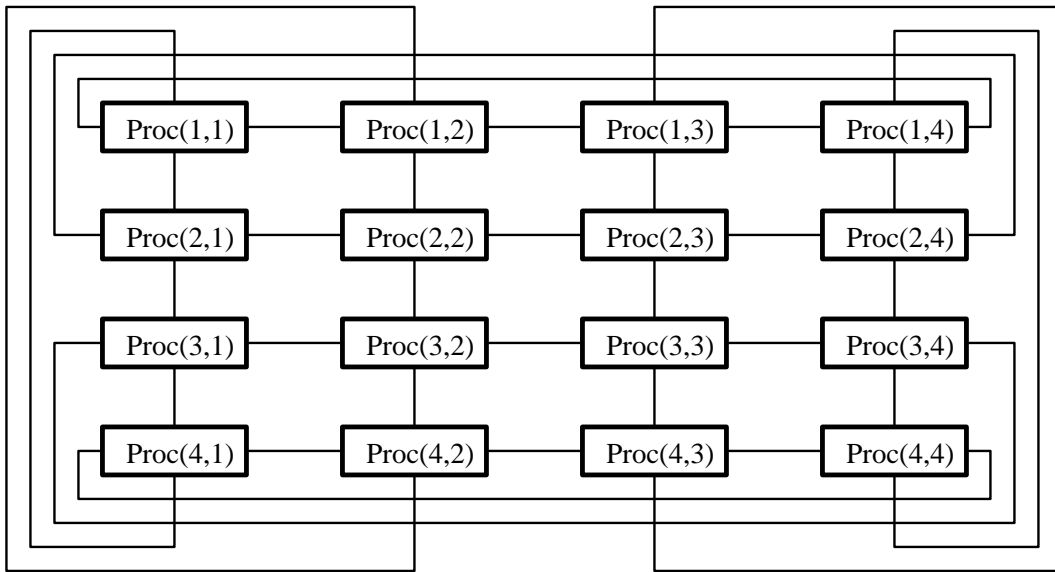 Proc(1,1) Proc(1,2) Proc(1,3) Proc(1,4)
Proc(2,1) Proc(2,2) Proc(2,3) Proc(2,4)
Proc(3,1) Proc(3,2) Proc(3,3) Proc(3,4)
Proc(4,1) Proc(4,2) Proc(4,3) Proc(4,4)